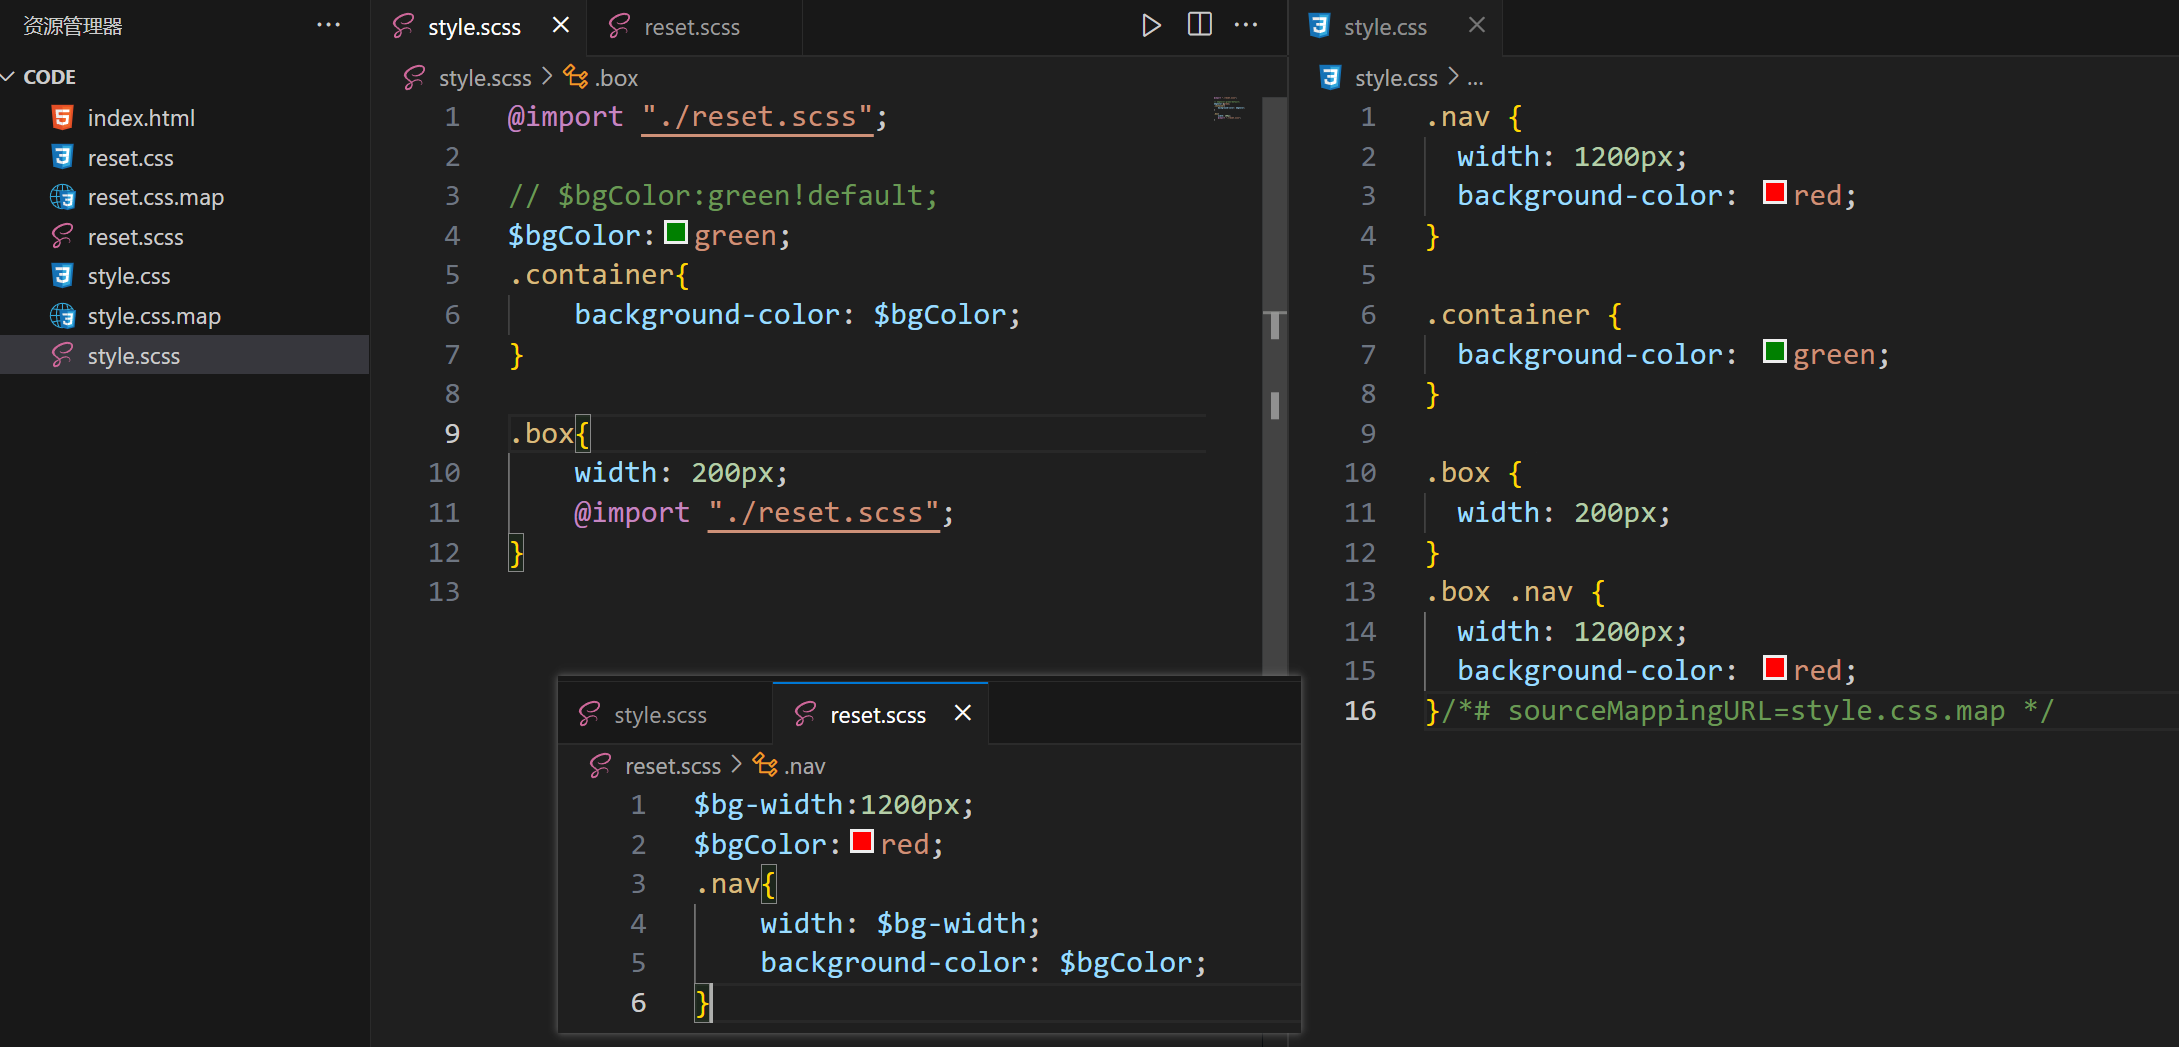 资源管理器
CODE
index.html
reset.css
reset.css.map
reset.scss
style.css
style.css.map
style.scss
style.scss
reset.scss
style.scss > .box
1 @import "./reset.scss";
2
3 // $bgColor:green!default;
4 $bgColor:green;
5 .container{
6 background-color: $bgColor;
7 }
8
9 .box{
10 width: 200px;
11 @import "./reset.scss";
12 }
13
style.scss
reset.scss
reset.scss > .nav
1 $bg-width:1200px;
2 $bgColor:red;
3 .nav{
4 width: $bg-width;
5 background-color: $bgColor;
6 }
style.css
style.css > ...
1 .nav {
2 width: 1200px;
3 background-color: red;
4 }
5
6 .container {
7 background-color: green;
8 }
9
10 .box {
11 width: 200px;
12 }
13 .box .nav {
14 width: 1200px;
15 background-color: red;
16 }/*# sourceMappingURL=style.css.map */